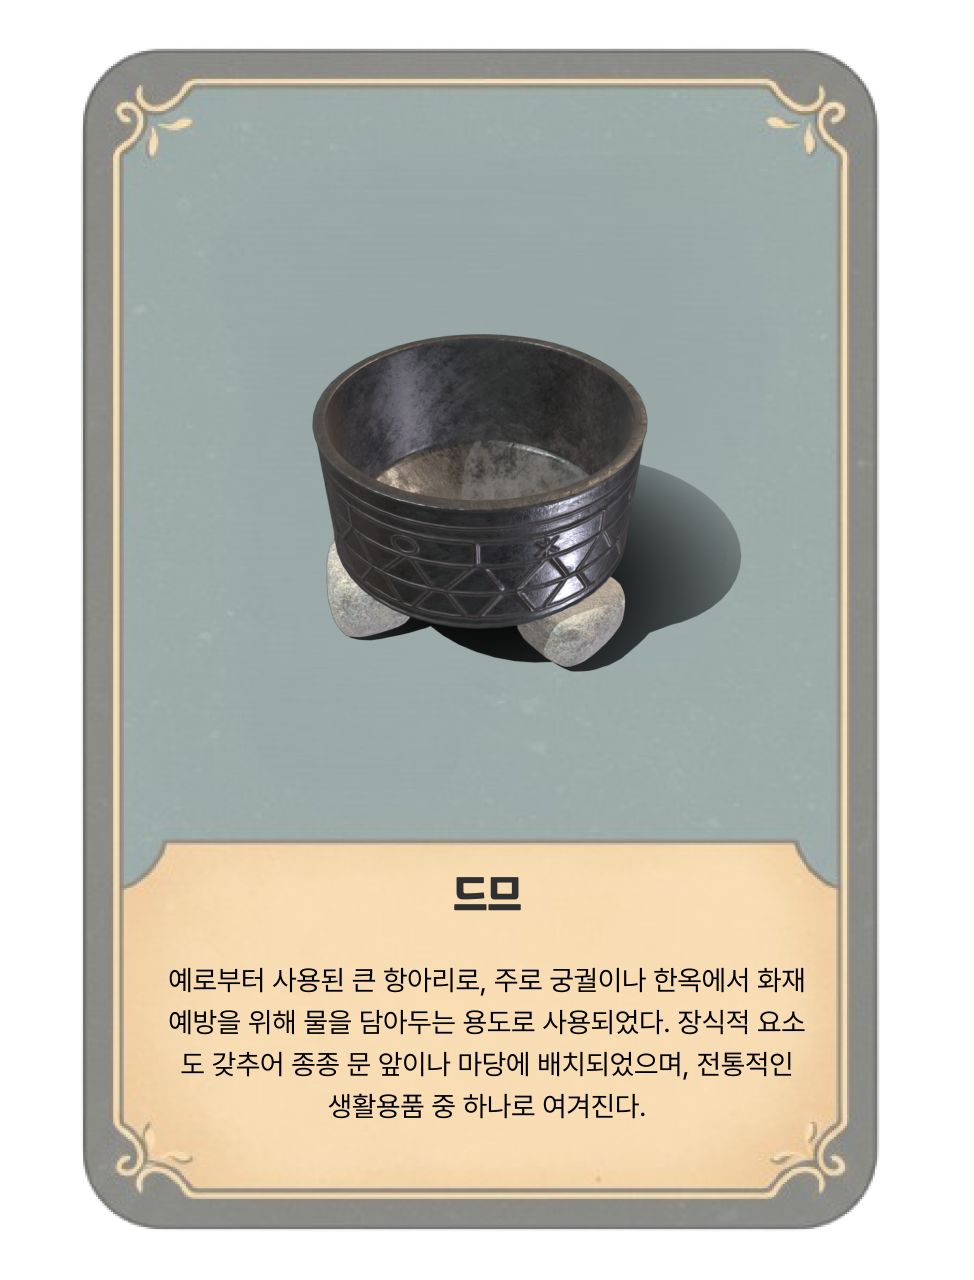 드므
예로부터 사용된 큰 항아리로, 주로 궁궐이나 한옥에서 화재
예방을 위해 물을 담아두는 용도로 사용되었다. 장식적 요소
도 갖추어 종종 문 앞이나 마당에 배치되었으며, 전통적인
생활용품 중 하나로 여겨진다.